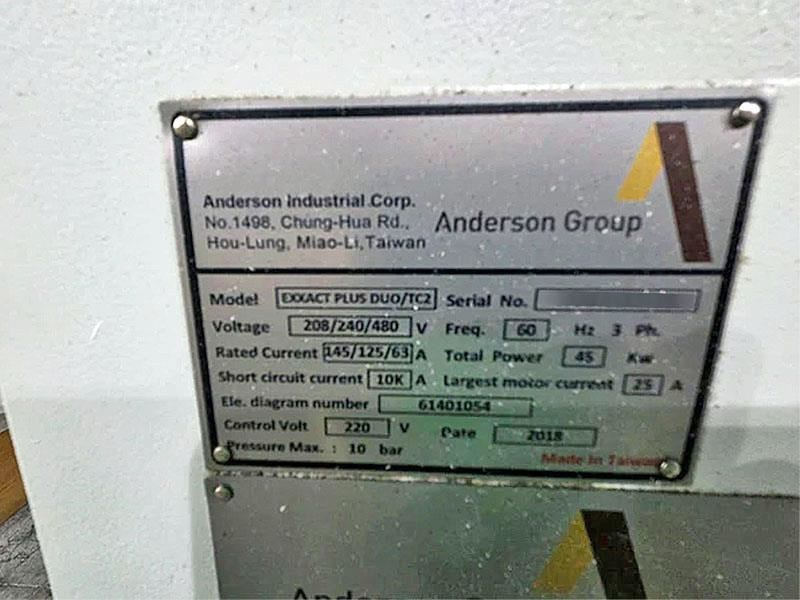 Anderson Industrial Corp.
No.1498, Chung-Hua Rd.,
Hou-Lung, Miao-Li,Taiwan
Anderson Group
Model EXXACT PLUS DUO/TC2 Serial No.
Voltage 208/240/480 V Freq. 60 Hz 3 Ph.
Rated Current 145/125/63 A Total Power 45 Kw
Short circuit current 10K A Largest motor current 25 A
Ele. diagram number 61401054
Control Volt 220 V Date 2018
Pressure Max. : 10 bar
Made In Taiwan
Anderson